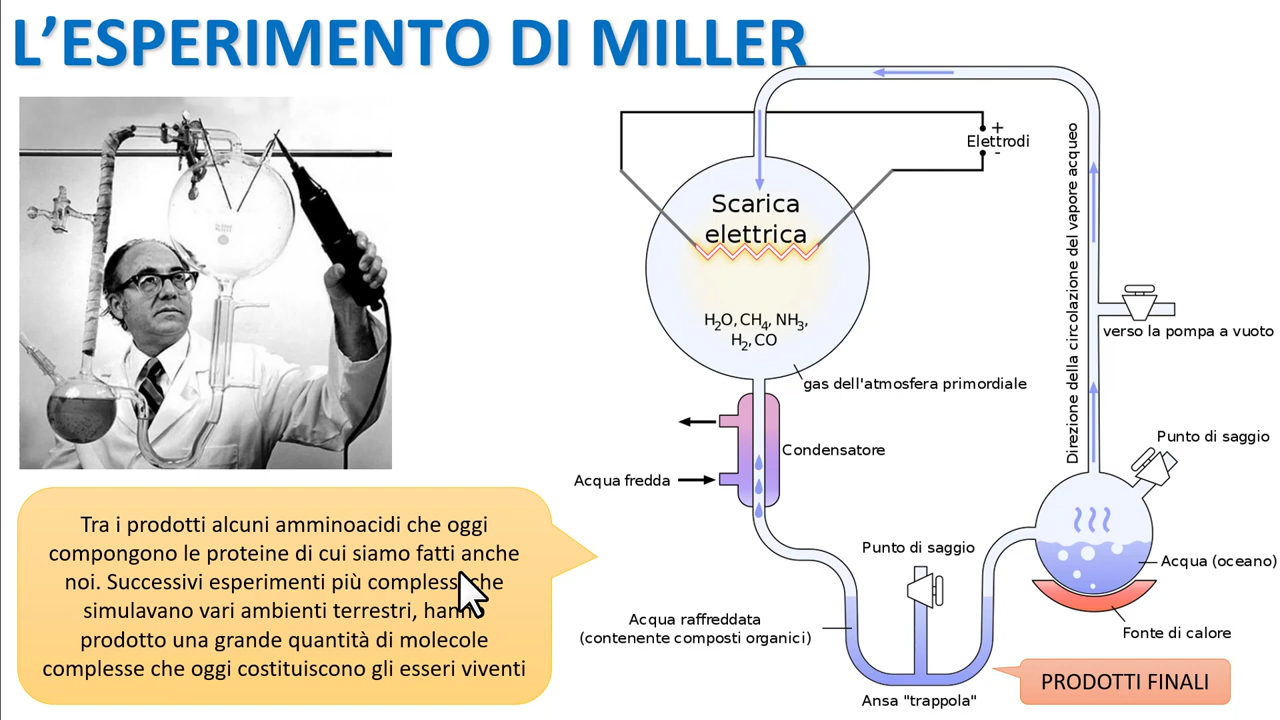 L'ESPERIMENTO DI MILLER
+
Elettrodi
-
Scarica
elettrica
H2O, CH4, NH3,
H2, CO
gas dell'atmosfera primordiale
Direzione della circolazione del vapore acqueo
verso la pompa a vuoto
Condensatore
Acqua fredda
Punto di saggio
Punto di saggio
Acqua (oceano)
Fonte di calore
Acqua raffreddata
(contenente composti organici)
Ansa "trappola"
PRODOTTI FINALI
Tra i prodotti alcuni amminoacidi che oggi
compongono le proteine di cui siamo fatti anche
noi. Successivi esperimenti più complessi che
simulavano vari ambienti terrestri, hanno
prodotto una grande quantità di molecole
complesse che oggi costituiscono gli esseri viventi